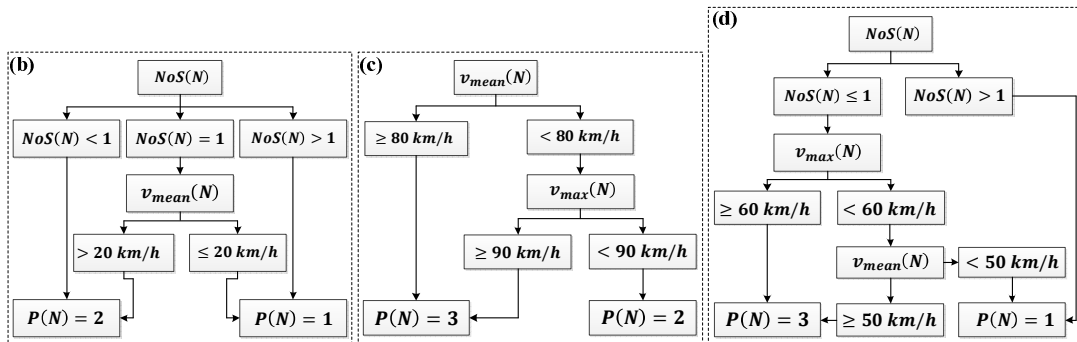 (b)
NoS(N)
NoS(N) < 1
NoS(N) = 1
NoS(N) > 1
v_mean(N)
> 20 km/h
≤ 20 km/h
P(N) = 2
P(N) = 1
(c)
v_mean(N)
≥ 80 km/h
< 80 km/h
v_max(N)
≥ 90 km/h
< 90 km/h
P(N) = 3
P(N) = 2
(d)
NoS(N)
NoS(N) ≤ 1
NoS(N) > 1
v_max(N)
≥ 60 km/h
< 60 km/h
v_mean(N)
< 50 km/h
P(N) = 3
≥ 50 km/h
P(N) = 1